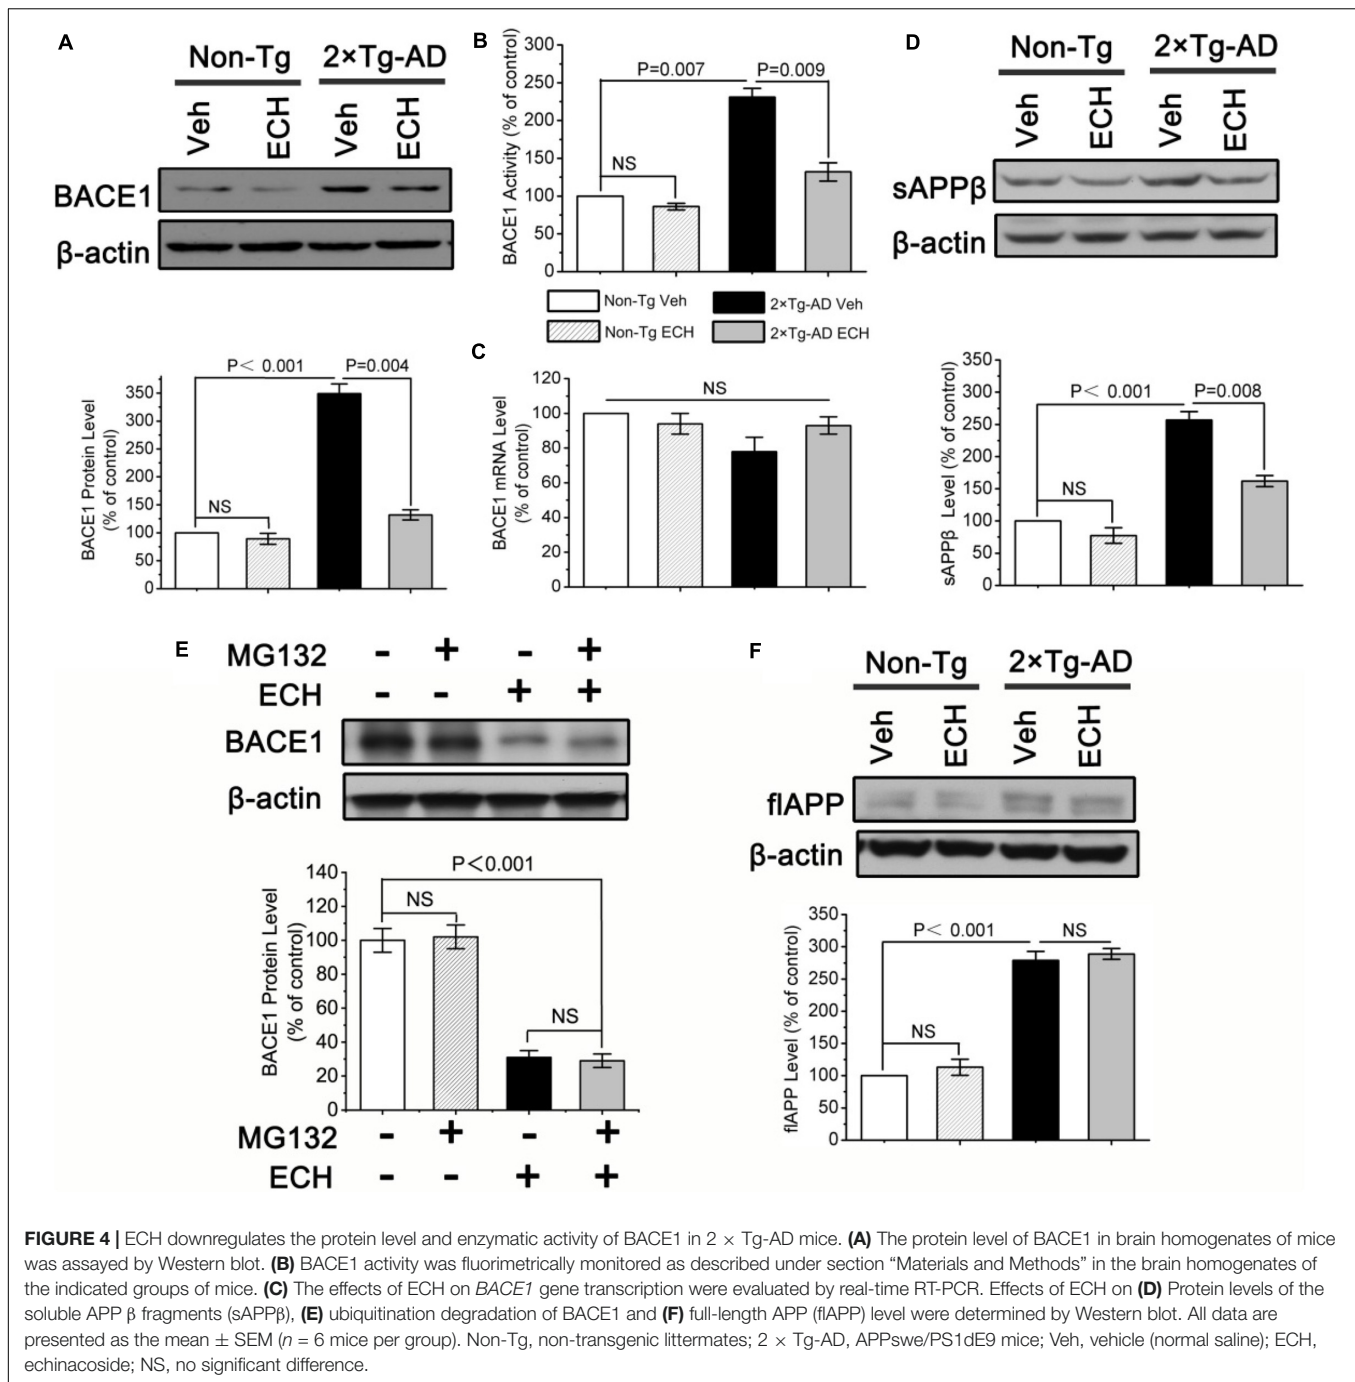 A
Non-Tg 2×Tg-AD
Veh ECH Veh ECH
BACE1
β-actin
BACE1 Protein Level
(% of control)
350
300
250
200
150
100
50
0
P< 0.001
P=0.004
NS
B
BACE1 Activity (% of control)
300
250
200
150
100
50
0
P=0.007
P=0.009
NS
Non-Tg Veh
2×Tg-AD Veh
Non-Tg ECH
2×Tg-AD ECH
C
BACE1 mRNA Level
(% of control)
120
100
80
60
40
20
0
NS
D
Non-Tg 2×Tg-AD
Veh ECH Veh ECH
sAPPβ
β-actin
sAPPβ Level (% of control)
350
300
250
200
150
100
50
0
P< 0.001
P=0.008
NS
E
MG132 - + - +
ECH - - + +
BACE1
β-actin
BACE1 Protein Level
(% of control)
140
120
100
80
60
40
20
0
P<0.001
NS
NS
MG132 - + - +
ECH - - + +
F
Non-Tg 2×Tg-AD
Veh ECH Veh ECH
flAPP
β-actin
flAPP Level (% of control)
350
300
250
200
150
100
50
0
P< 0.001
NS
NS
FIGURE 4 | ECH downregulates the protein level and enzymatic activity of BACE1 in 2 × Tg-AD mice. (A) The protein level of BACE1 in brain homogenates of mice
was assayed by Western blot. (B) BACE1 activity was fluorimetrically monitored as described under section “Materials and Methods” in the brain homogenates of
the indicated groups of mice. (C) The effects of ECH on BACE1 gene transcription were evaluated by real-time RT-PCR. Effects of ECH on (D) Protein levels of the
soluble APP β fragments (sAPPβ), (E) ubiquitination degradation of BACE1 and (F) full-length APP (flAPP) level were determined by Western blot. All data are
presented as the mean ± SEM (n = 6 mice per group). Non-Tg, non-transgenic littermates; 2 × Tg-AD, APPswe/PS1dE9 mice; Veh, vehicle (normal saline); ECH,
echinacoside; NS, no significant difference.